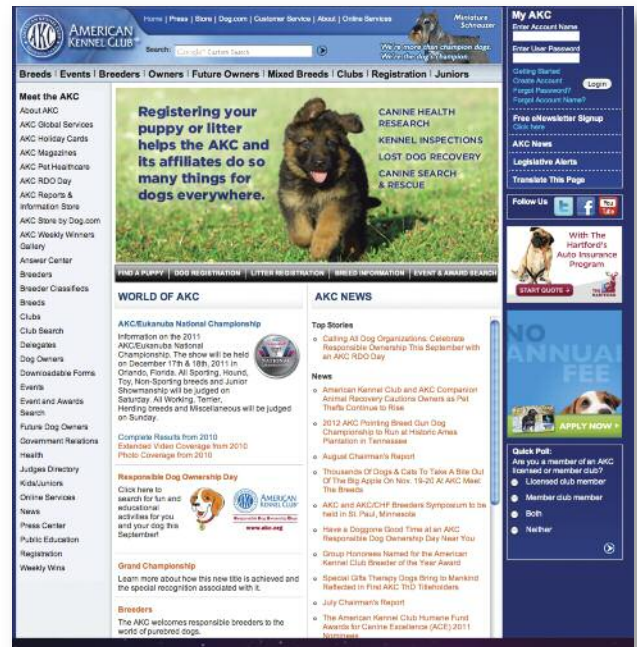 AKC
AMERICAN
KENNEL CLUB
Home | Press | Store | Dog.com | Customer Service | About | Online Services
Search: Google Custom Search
Miniature
Schnauzer
We're more than champion dogs.
We're the dog's champion.
Breeds | Events | Breeders | Owners | Future Owners | Mixed Breeds | Clubs | Registration | Juniors
Meet the AKC
About AKC
AKC Global Services
AKC Holiday Cards
AKC Magazines
AKC Pet Healthcare
AKC RDO Day
AKC Reports &
Information Store
AKC Store by Dog.com
AKC Weekly Winners
Gallery
Answer Center
Breeders
Breeder Classifieds
Breeds
Clubs
Club Search
Delegates
Dog Owners
Downloadable Forms
Events
Event and Awards
Search
Future Dog Owners
Government Relations
Health
Judges Directory
Kids/Juniors
Online Services
News
Press Center
Public Education
Registration
Weekly Wins
Registering your
puppy or litter
helps the AKC and
its affiliates do so
many things for
dogs everywhere.
CANINE HEALTH
RESEARCH
KENNEL INSPECTIONS
LOST DOG RECOVERY
CANINE SEARCH
& RESCUE
FIND A PUPPY | DOG REGISTRATION | LITTER REGISTRATION | BREED INFORMATION | EVENT & AWARD SEARCH
WORLD OF AKC
AKC/Eukanuba National Championship
Information on the 2011
AKC/Eukanuba National
Championship. The show will be held
on December 17th & 18th, 2011 in
Orlando, Florida. All Sporting, Hound,
Toy, Non-Sporting breeds and Junior
Showmanship will be judged on
Saturday. All Working, Terrier,
Herding breeds and Miscellaneous will be judged
on Sunday.
NATIONAL
Complete Results from 2010
Extended Video Coverage from 2010
Photo Coverage from 2010
Responsible Dog Ownership Day
Click here to
search for fun and
educational
activities for you
and your dog this
September!
AMERICAN
KENNEL CLUB
Responsible Dog Ownership Days
www.akc.org
Grand Championship
Learn more about how this new title is achieved and
the special recognition associated with it.
Breeders
The AKC welcomes responsible breeders to the
world of purebred dogs.
AKC NEWS
Top Stories
Calling All Dog Organizations: Celebrate
Responsible Ownership This September with
an AKC RDO Day
News
American Kennel Club and AKC Companion
Animal Recovery Cautions Owners as Pet
Thefts Continue to Rise
2012 AKC Pointing Breed Gun Dog
Championship to Run at Historic Ames
Plantation in Tennessee
August Chairman's Report
Thousands Of Dogs & Cats To Take A Bite Out
Of The Big Apple On Nov. 19-20 At AKC Meet
The Breeds
AKC and AKC/CHF Breeders Symposium to be
held in St. Paul, Minnesota
Have a Doggone Good Time at an AKC
Responsible Dog Ownership Day Near You
Group Honorees Named for the American
Kennel Club Breeder of the Year Award
Special Gifts Therapy Dogs Bring to Mankind
Reflected in Find AKC ThD Titleholders
July Chairman's Report
The American Kennel Club Humane Fund
Awards for Canine Excellence (ACE) 2011
Nominees
My AKC
Enter Account Name
Enter User Password
Getting Started
Create Account
Forgot Password?
Forgot Account Name?
Login
Free eNewsletter Signup
Click here
AKC News
Legislative Alerts
Translate This Page
Follow Us
You
Tube
With The
Hartford's
Auto Insurance
Program
START QUOTE
THE
HARTFORD
NO
ANNUAL
FEE
APPLY NOW
Quick Poll:
Are you a member of an AKC
licensed or member club?
Licensed club member
Member club member
Both
Neither